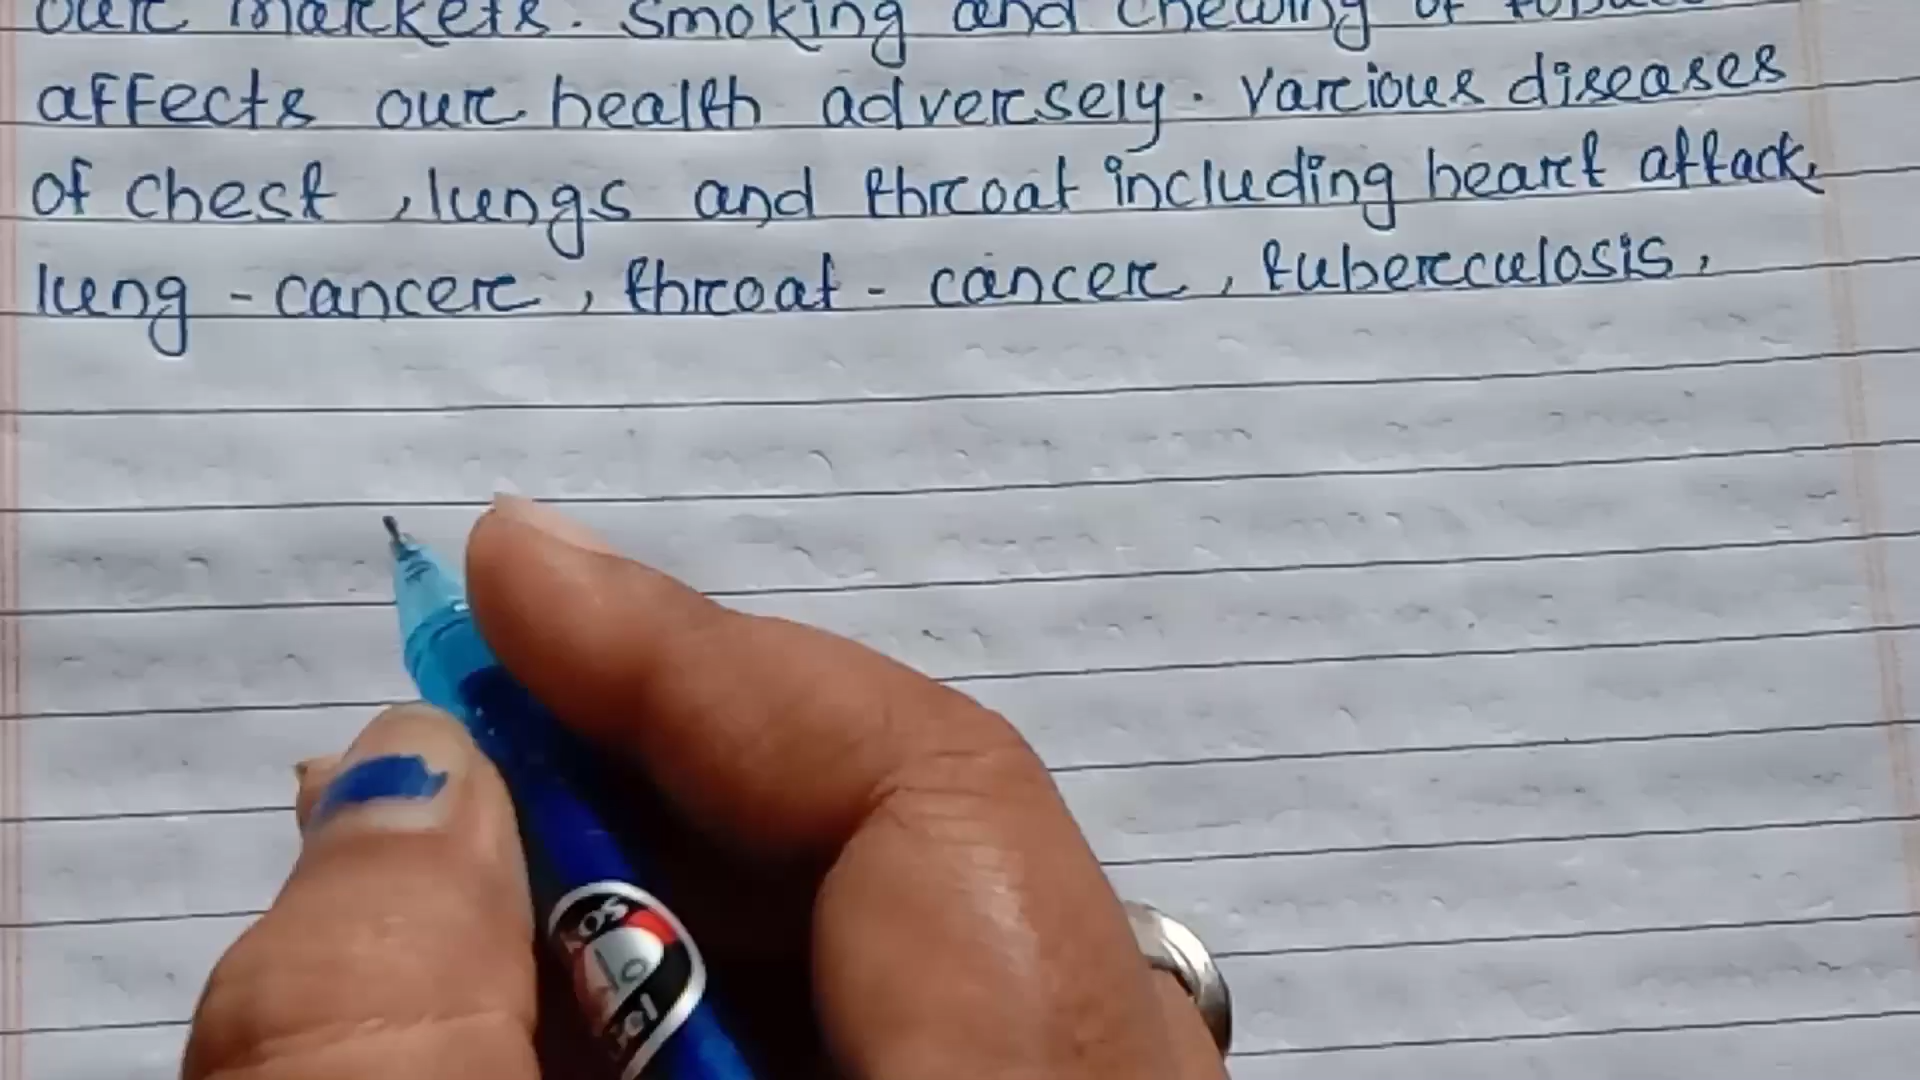 our markets. Smoking and chewing of
affects our health adversely. Various diseases
of chest, lungs and throat including heart attack,
lung - cancer, throat - cancer, tuberculosis,